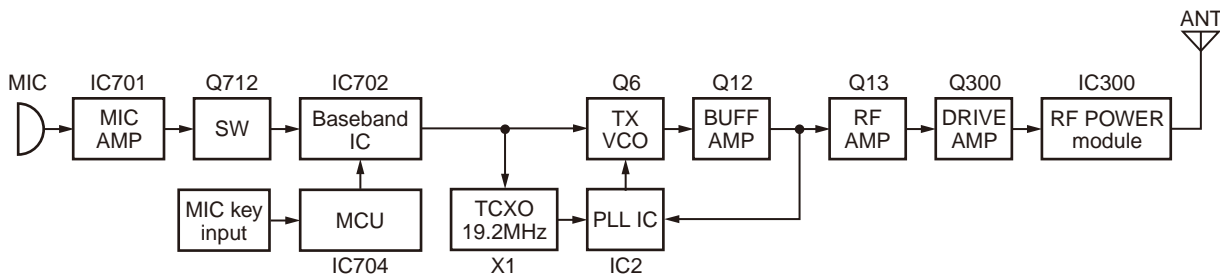 ANT
MIC
IC701
Q712
IC702
Q6
Q12
Q13
Q300
IC300
MIC
AMP
SW
Baseband
IC
TX
VCO
BUFF
AMP
RF
AMP
DRIVE
AMP
RF POWER
module
MIC key
input
MCU
TCXO
19.2MHz
PLL IC
IC704
X1
IC2